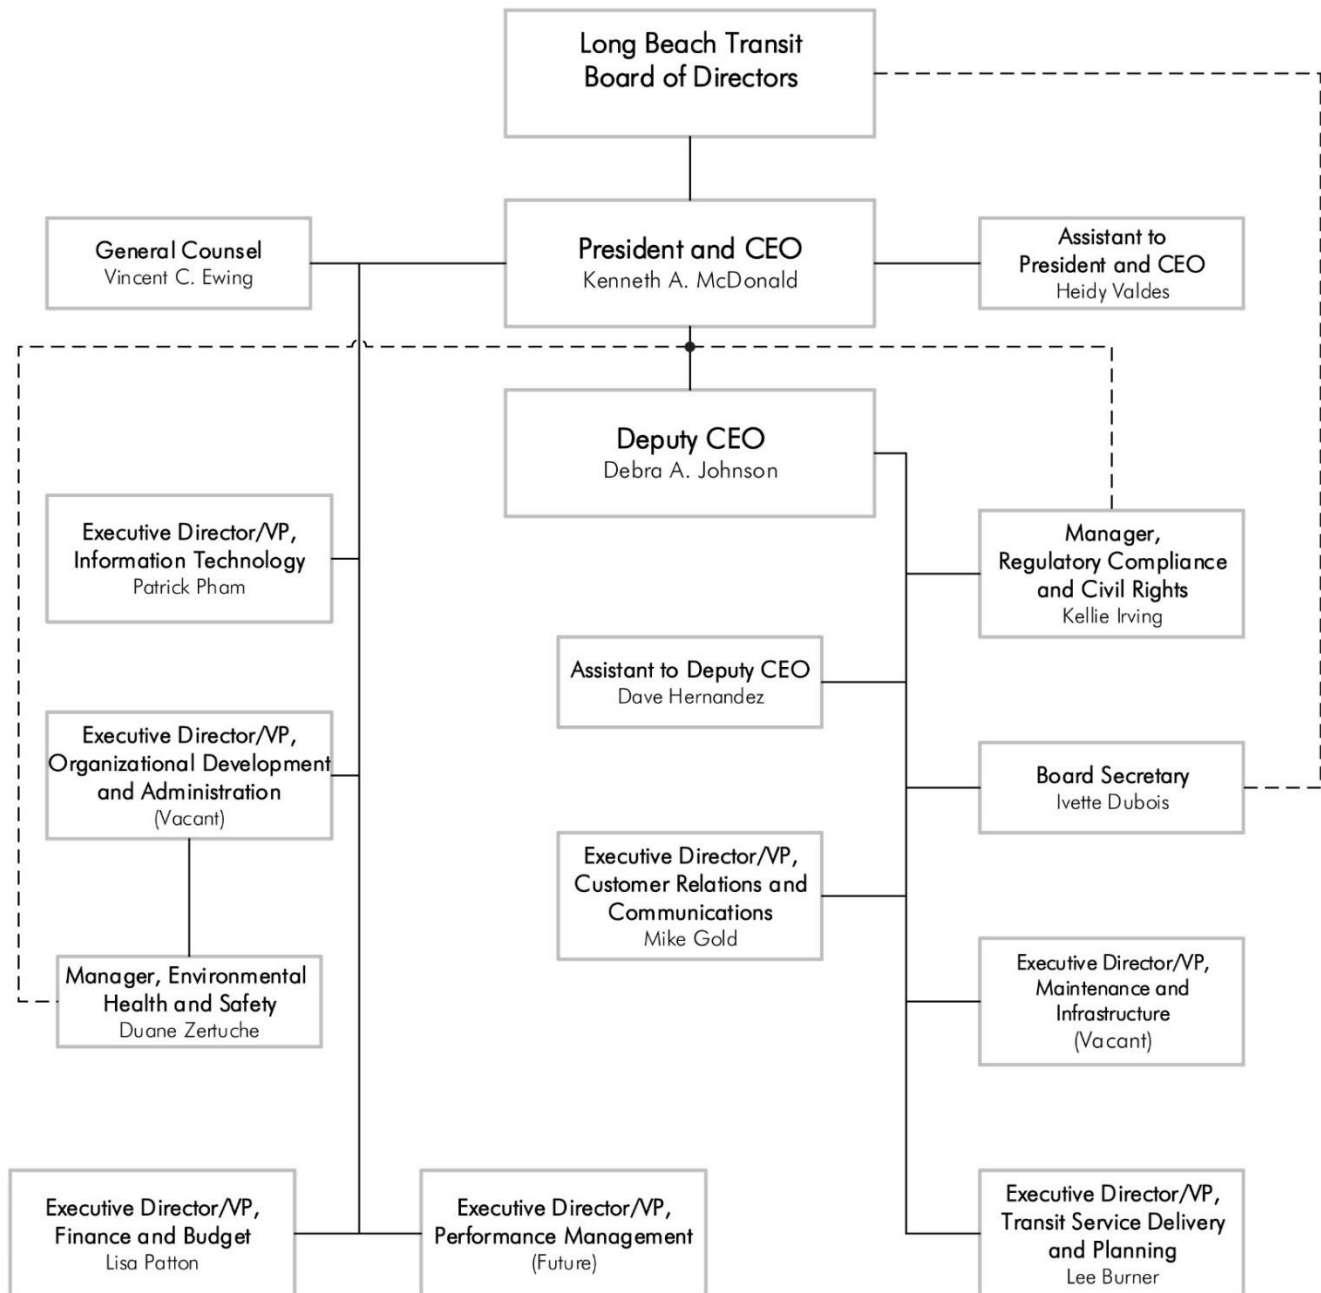 Long Beach Transit
Board of Directors
General Counsel
Vincent C. Ewing
President and CEO
Kenneth A. McDonald
Assistant to
President and CEO
Heidy Valdes
Deputy CEO
Debra A. Johnson
Executive Director/VP,
Information Technology
Patrick Pham
Manager,
Regulatory Compliance
and Civil Rights
Kellie Irving
Assistant to Deputy CEO
Dave Hernandez
Executive Director/VP,
Organizational Development
and Administration
(Vacant)
Board Secretary
Ivette Dubois
Executive Director/VP,
Customer Relations and
Communications
Mike Gold
Manager, Environmental
Health and Safety
Duane Zertuche
Executive Director/VP,
Maintenance and
Infrastructure
(Vacant)
Executive Director/VP,
Finance and Budget
Lisa Patton
Executive Director/VP,
Performance Management
(Future)
Executive Director/VP,
Transit Service Delivery
and Planning
Lee Burner